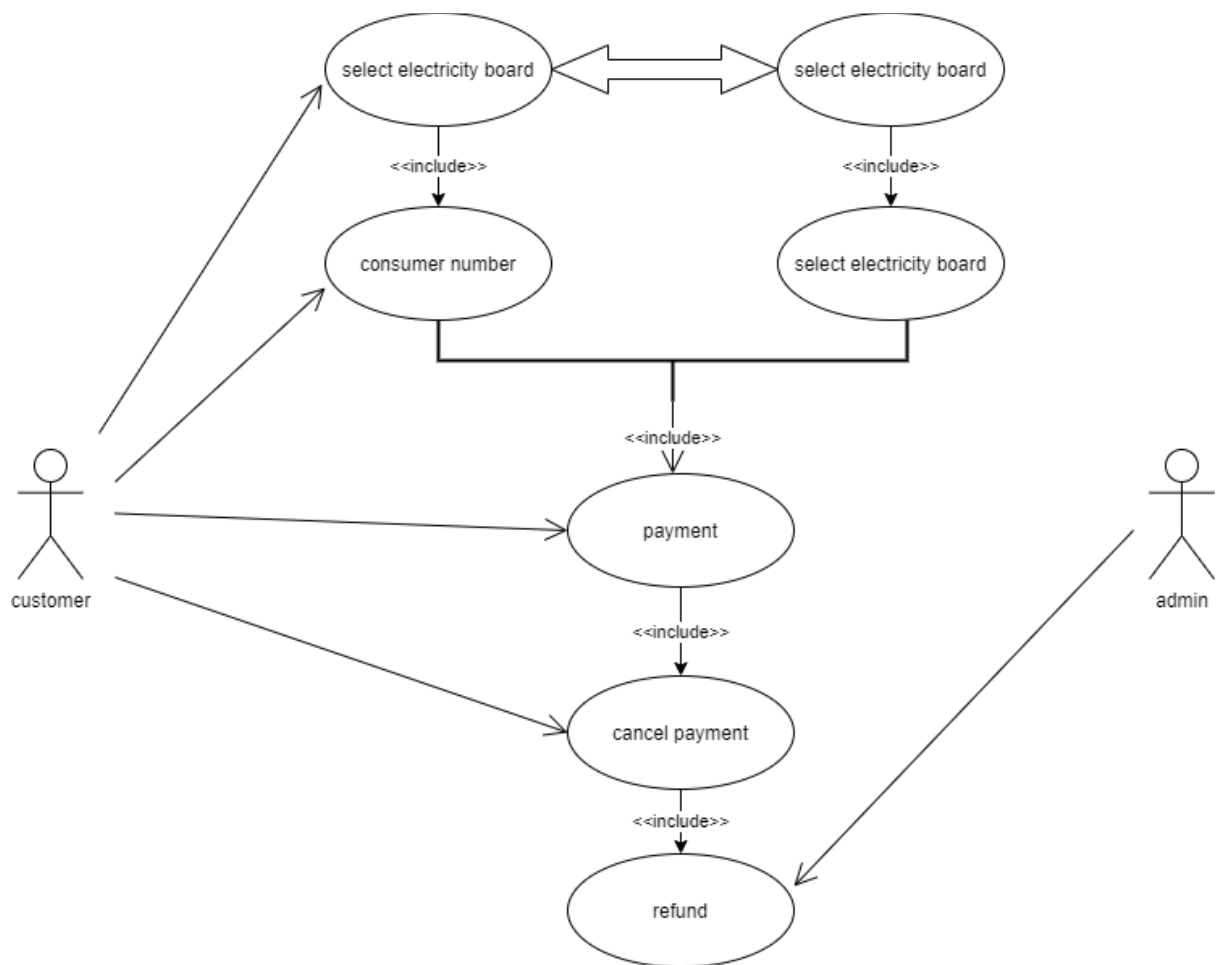 select electricity board
select electricity board
<<include>>
<<include>>
consumer number
select electricity board
<<include>>
payment
customer
admin
<<include>>
cancel payment
<<include>>
refund